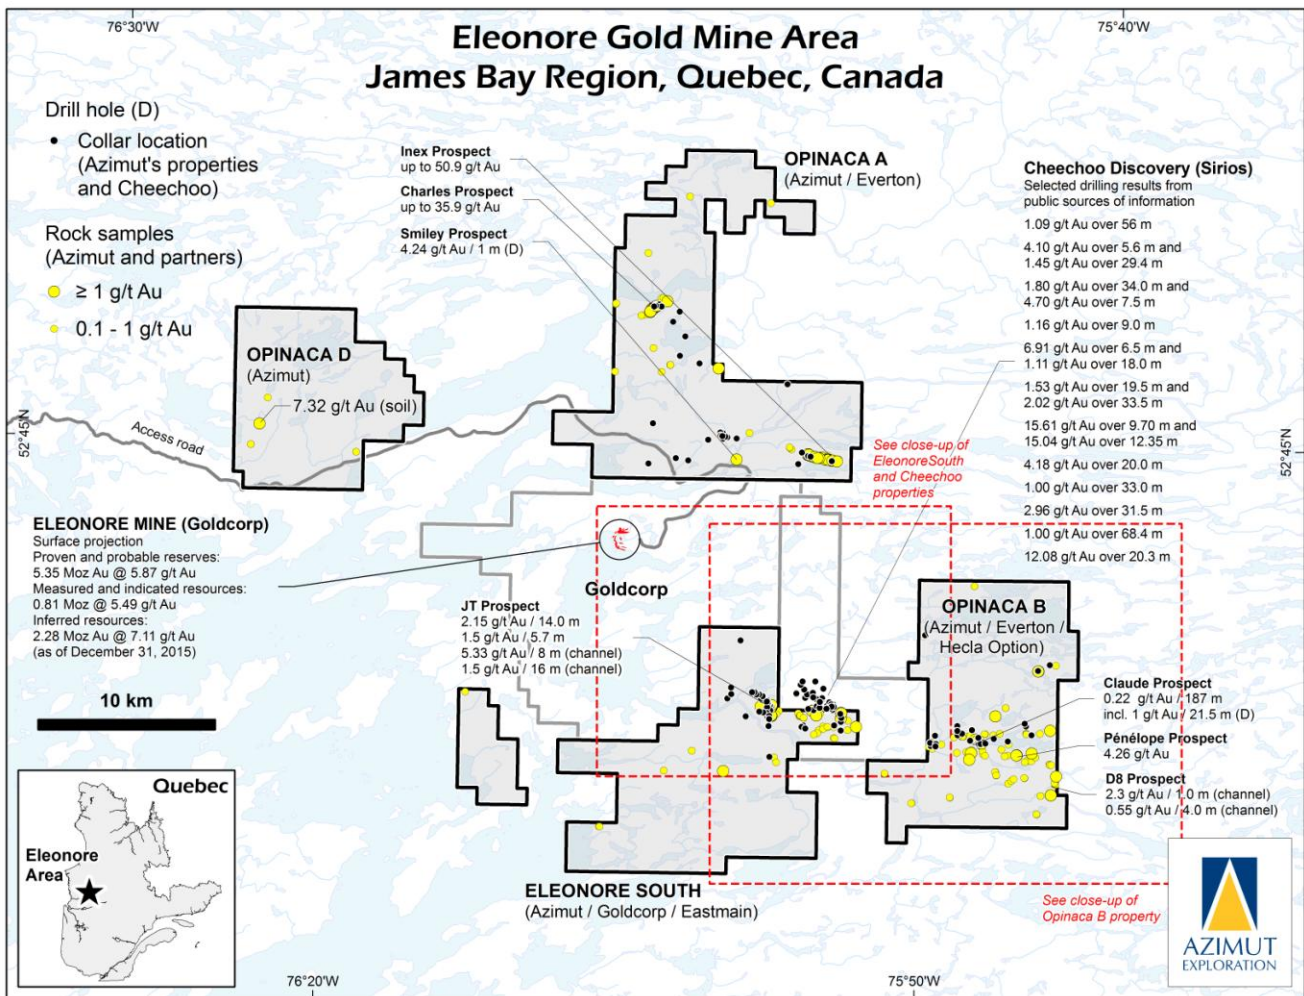 76°30'W
75°40'W
Eleonore Gold Mine Area
James Bay Region, Quebec, Canada
Drill hole (D)
Collar location
(Azimut's properties
and Cheechoo)
Rock samples
(Azimut and partners)
≥ 1 g/t Au
0.1 - 1 g/t Au
Inex Prospect
up to 50.9 g/t Au
Charles Prospect
up to 35.9 g/t Au
Smiley Prospect
4.24 g/t Au / 1 m (D)
OPINACA A
(Azimut / Everton)
Cheechoo Discovery (Sirios)
Selected drilling results from
public sources of information
1.09 g/t Au over 56 m
4.10 g/t Au over 5.6 m and
1.45 g/t Au over 29.4 m
1.80 g/t Au over 34.0 m and
4.70 g/t Au over 7.5 m
1.16 g/t Au over 9.0 m
6.91 g/t Au over 6.5 m and
1.11 g/t Au over 18.0 m
1.53 g/t Au over 19.5 m and
2.02 g/t Au over 33.5 m
15.61 g/t Au over 9.70 m and
15.04 g/t Au over 12.35 m
4.18 g/t Au over 20.0 m
1.00 g/t Au over 33.0 m
2.96 g/t Au over 31.5 m
1.00 g/t Au over 68.4 m
12.08 g/t Au over 20.3 m
OPINACA D
(Azimut)
7.32 g/t Au (soil)
Access road
52°45'N
52°45'N
See close-up of
EleonoreSouth
and Cheechoo
properties
ELEONORE MINE (Goldcorp)
Surface projection
Proven and probable reserves:
5.35 Moz Au @ 5.87 g/t Au
Measured and indicated resources:
0.81 Moz @ 5.49 g/t Au
Inferred resources:
2.28 Moz Au @ 7.11 g/t Au
(as of December 31, 2015)
Goldcorp
JT Prospect
2.15 g/t Au / 14.0 m
1.5 g/t Au / 5.7 m
5.33 g/t Au / 8 m (channel)
1.5 g/t Au / 16 m (channel)
OPINACA B
(Azimut / Everton /
Hecla Option)
Claude Prospect
0.22 g/t Au / 187 m
incl. 1 g/t Au / 21.5 m (D)
Pénélope Prospect
4.26 g/t Au
D8 Prospect
2.3 g/t Au / 1.0 m (channel)
0.55 g/t Au / 4.0 m (channel)
10 km
Quebec
Eleonore
Area
ELEONORE SOUTH
(Azimut / Goldcorp / Eastmain)
See close-up of
Opinaca B property
AZIMUT
EXPLORATION
76°20'W
75°50'W